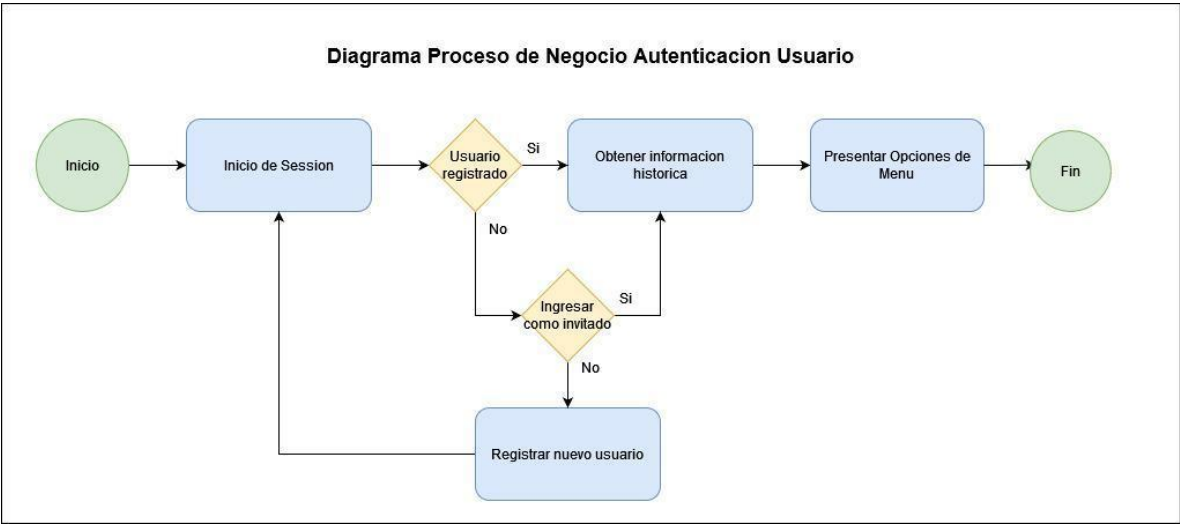 Diagrama Proceso de Negocio Autenticacion Usuario
Inicio
Inicio de Session
Usuario
registrado
Si
Obtener informacion
historica
Presentar Opciones de
Menu
Fin
No
Ingresar
como invitado
Si
No
Registrar nuevo usuario